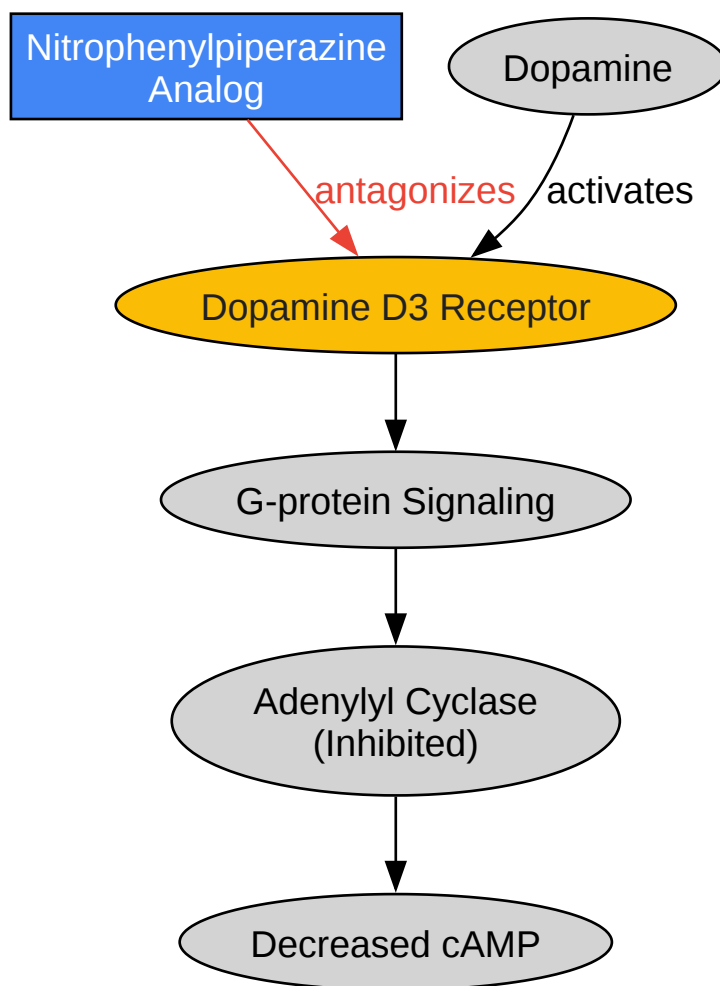 Nitrophenylpiperazine
Analog
Dopamine
antagonizes
activates
Dopamine D3 Receptor
G-protein Signaling
Adenylyl Cyclase
(Inhibited)
Decreased cAMP